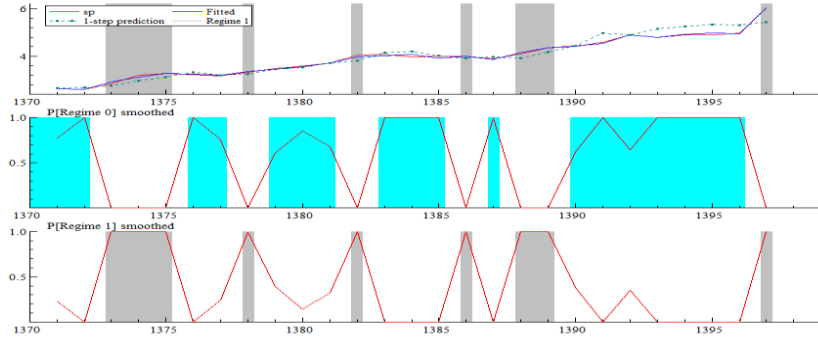 6
sp Fitted
1-step prediction Regime 1
4
1370 1375 1380 1385 1390 1395
P[Regime 0] smoothed
1.0
0.5
1370 1375 1380 1385 1390 1395
P[Regime 1] smoothed
1.0
0.5
1370 1375 1380 1385 1390 1395